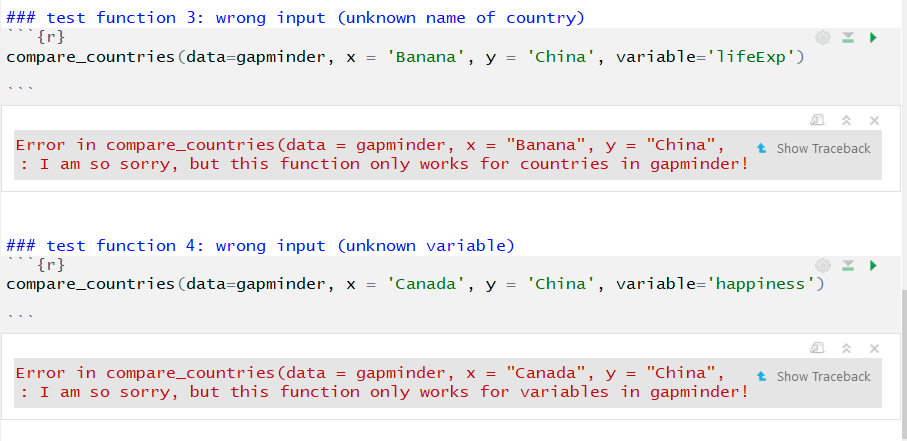 ### test function 3: wrong input (unknown name of country)
```{r}
compare_countries(data=gapminder, x = 'Banana', y = 'China', variable='lifeExp')
```
Error in compare_countries(data = gapminder, x = "Banana", y = "China",
: I am so sorry, but this function only works for countries in gapminder!
Show Traceback
### test function 4: wrong input (unknown variable)
```{r}
compare_countries(data=gapminder, x = 'Canada', y = 'China', variable='happiness')
```
Error in compare_countries(data = gapminder, x = "Canada", y = "China",
: I am so sorry, but this function only works for variables in gapminder!
Show Traceback